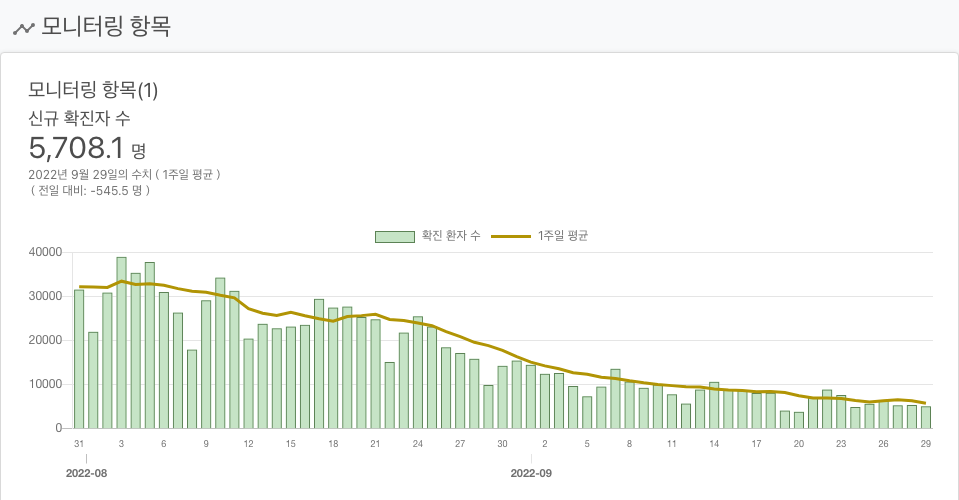 모니터링 항목
모니터링 항목(1)
신규 확진자 수
5,708.1 명
2022년 9월 29일의 수치 ( 1주일 평균 )
( 전일 대비: -545.5 명 )
확진 환자 수 1주일 평균
40000
30000
20000
10000
0
31 3 6 9 12 15 18 21 24 27 30 2 5 8 11 14 17 20 23 26 29
2022-08 2022-09